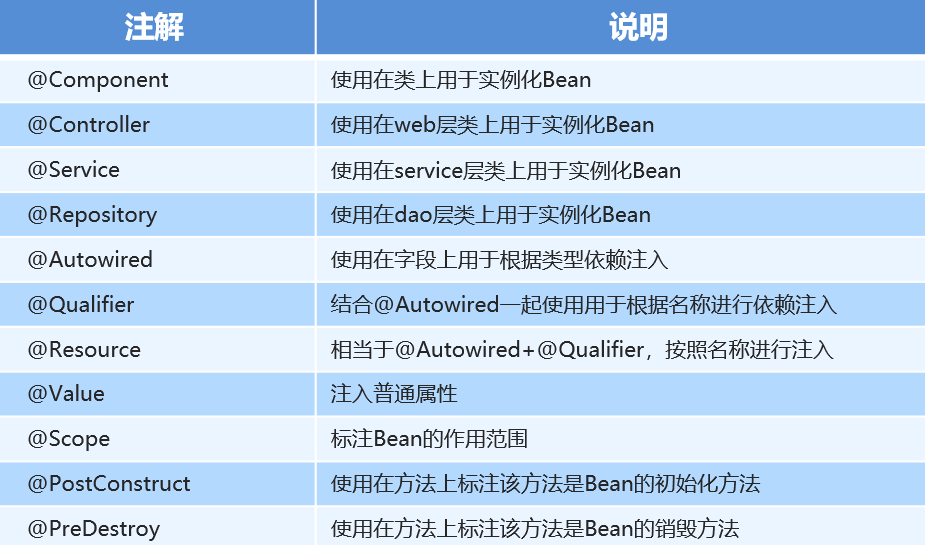 注解 说明
@Component 使用在类上用于实例化Bean
@Controller 使用在web层类上用于实例化Bean
@Service 使用在service层类上用于实例化Bean
@Repository 使用在dao层类上用于实例化Bean
@Autowired 使用在字段上用于根据类型依赖注入
@Qualifier 结合@Autowired一起使用用于根据名称进行依赖注入
@Resource 相当于@Autowired+@Qualifier，按照名称进行注入
@Value 注入普通属性
@Scope 标注Bean的作用范围
@PostConstruct 使用在方法上标注该方法是Bean的初始化方法
@PreDestroy 使用在方法上标注该方法是Bean的销毁方法